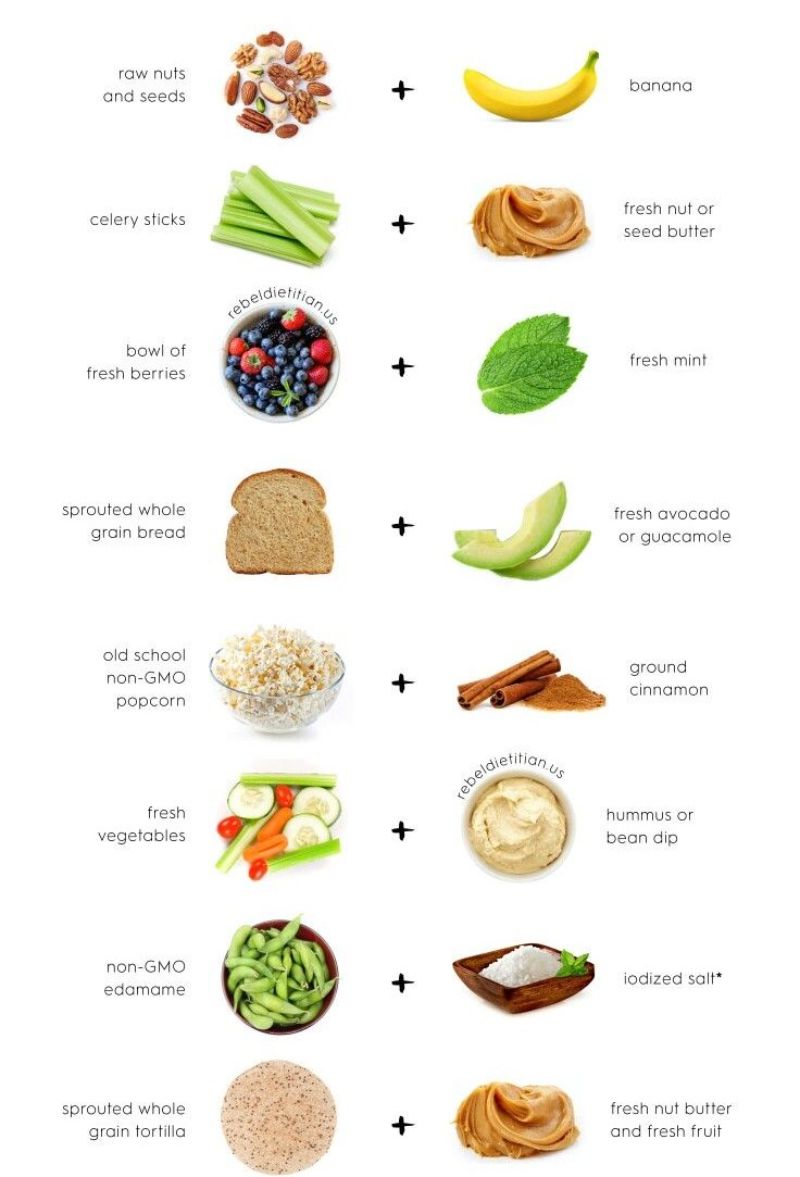 raw nuts
and seeds
+
banana
celery sticks
+
fresh nut or
seed butter
rebeldietitian.us
bowl of
fresh berries
+
fresh mint
sprouted whole
grain bread
+
fresh avocado
or guacamole
old school
non-GMO
popcorn
+
ground
cinnamon
fresh
vegetables
+
rebeldietitian.us
hummus or
bean dip
non-GMO
edamame
+
iodized salt*
sprouted whole
grain tortilla
+
fresh nut butter
and fresh fruit